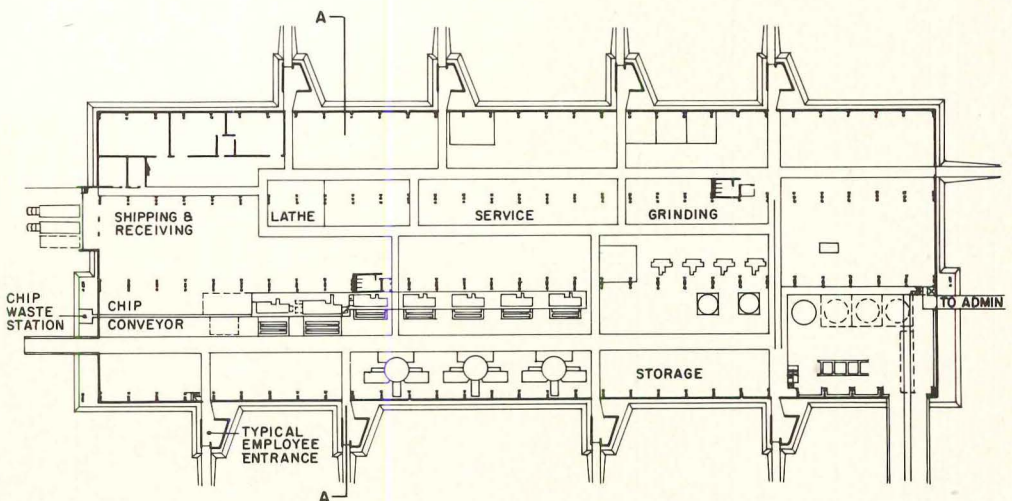 A
SHIPPING &
RECEIVING
LATHE
SERVICE
GRINDING
CHIP
WASTE
STATION
CHIP
CONVEYOR
TO ADMIN
STORAGE
TYPICAL
EMPLOYEE
ENTRANCE
A